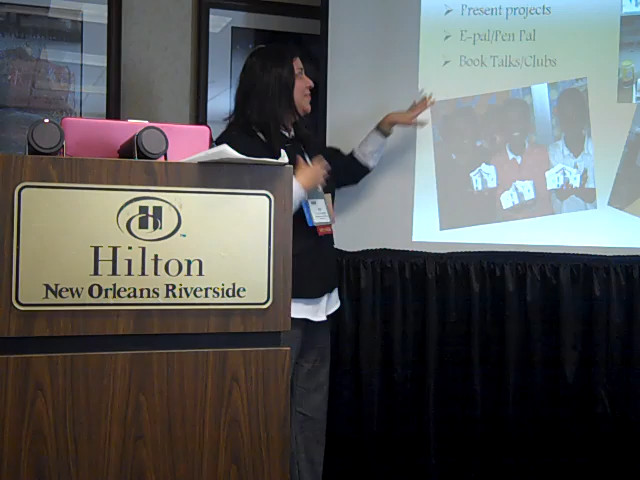 Present projects
E-pal/Pen Pal
Book Talks/Clubs
H
Hilton
New Orleans Riverside